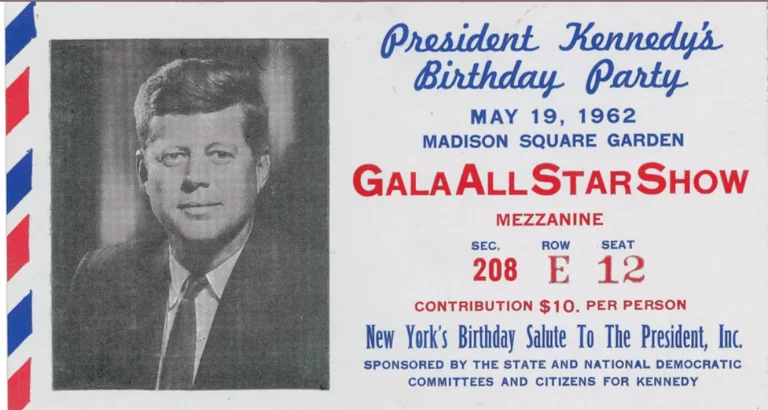 President Kennedy's
Birthday Party
MAY 19, 1962
MADISON SQUARE GARDEN
GALA ALL STAR SHOW
MEZZANINE
SEC. ROW SEAT
208 E 12
CONTRIBUTION $10. PER PERSON
New York's Birthday Salute To The President, Inc.
SPONSORED BY THE STATE AND NATIONAL DEMOCRATIC
COMMITTEES AND CITIZENS FOR KENNEDY